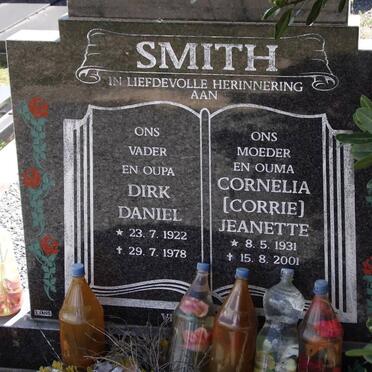 SMITH
IN LIEFDEVOLLE HERINNERING
AAN
ONS
VADER
EN OUPA
DIRK
DANIEL
★ 23.7.1922
✝ 29.7.1978
ONS
MOEDER
EN OUMA
CORNELIA
[CORRIE]
JEANETTE
★ 8.5.1931
✝ 15.8.2001